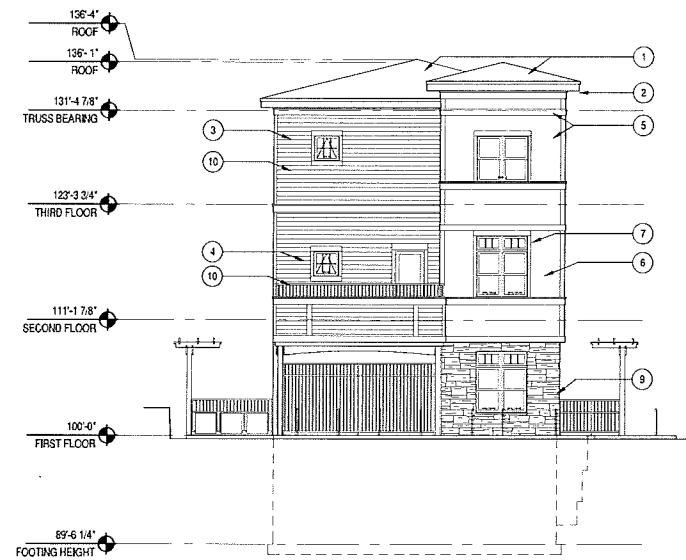 136'-4"
ROOF
136'-1"
ROOF
1
2
131'-4 7/8"
TRUSS BEARING
5
3
10
123'-3 3/4"
THIRD FLOOR
7
4
6
10
111'-1 7/8"
SECOND FLOOR
9
100'-0"
FIRST FLOOR
89'-6 1/4"
FOOTING HEIGHT